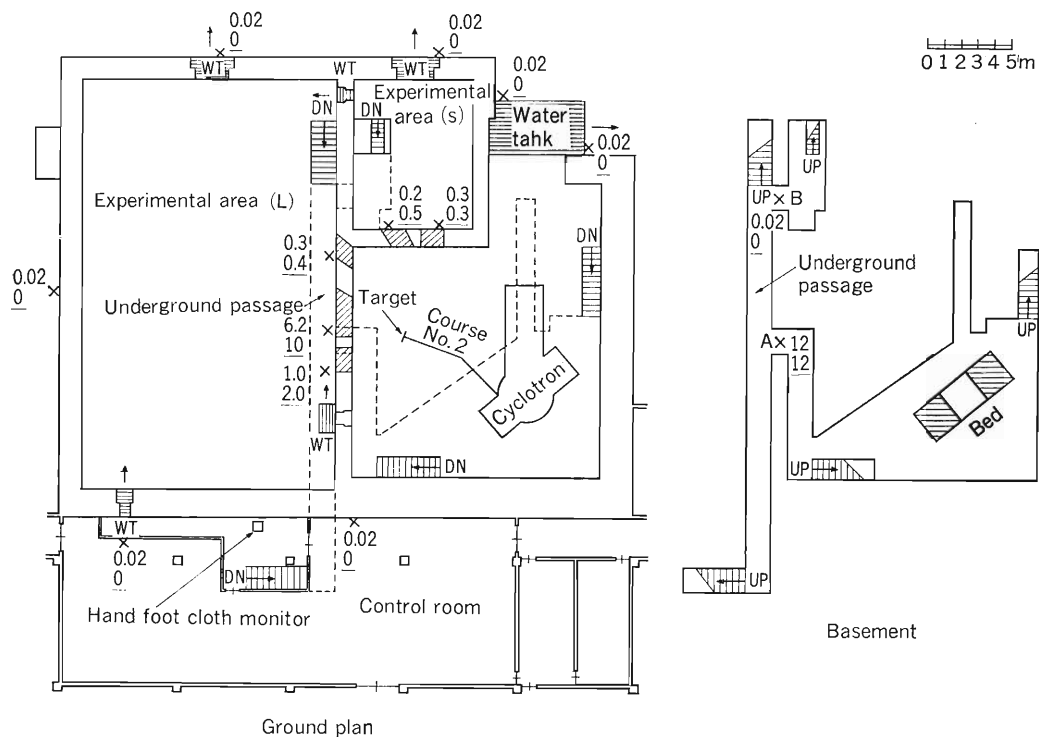 0.02
0
0.02
0
0 1 2 3 4 5 m
WT
WT
WT
0.02
0
Experimental
area (s)
DN
DN
Water
tahk
0.02
0
Experimental area (L)
0.2
0.5
0.3
0.3
DN
0.3
0.4
0.02
0
Underground passage
Target
Course
No. 2
6.2
10
1.0
2.0
Cyclotron
WT
DN
WT
0.02
0
0.02
0
DN
Hand foot cloth monitor
Control room
Ground plan
UP
UP
B
0.02
0
Underground
passage
UP
A
12
12
Bed
UP
UP
Basement